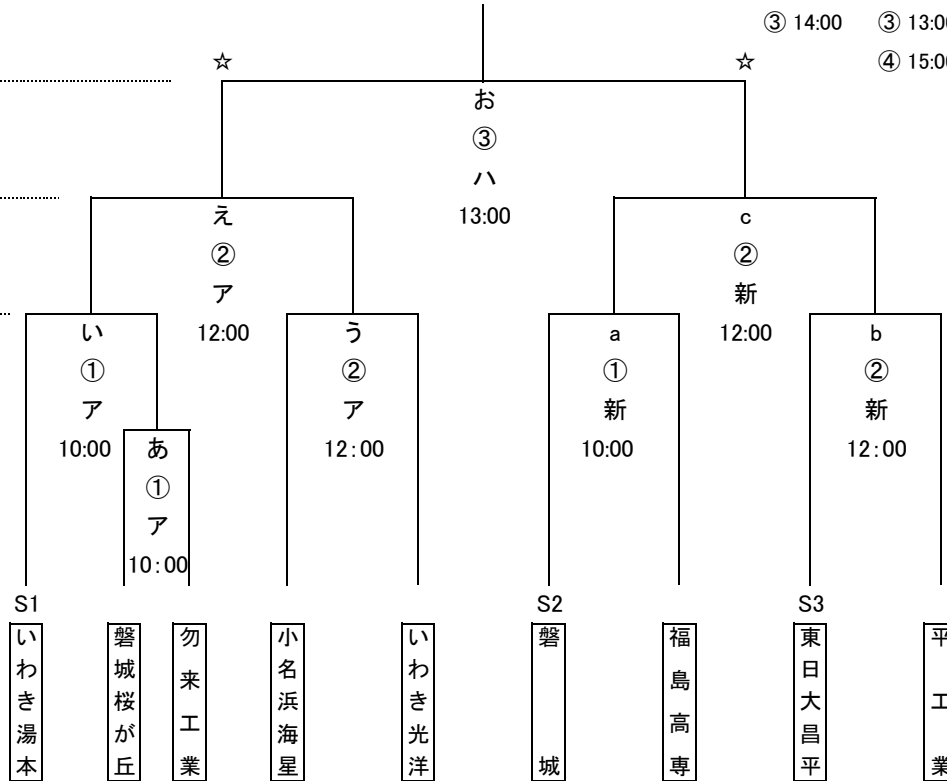 ③ 14:00 ③ 13:00
☆ ☆ ④ 15:00
お
③
ハ
13:00
え
②
ア
12:00
c
②
新
12:00
い
①
ア
10:00
う
②
ア
12:00
a
①
新
10:00
b
②
新
12:00
あ
①
ア
10:00
S1 S2 S3
いわき湯本
磐城桜が丘
勿来工業
小名浜海星
いわき光洋
磐城
福島高専
東日大昌平
平工業